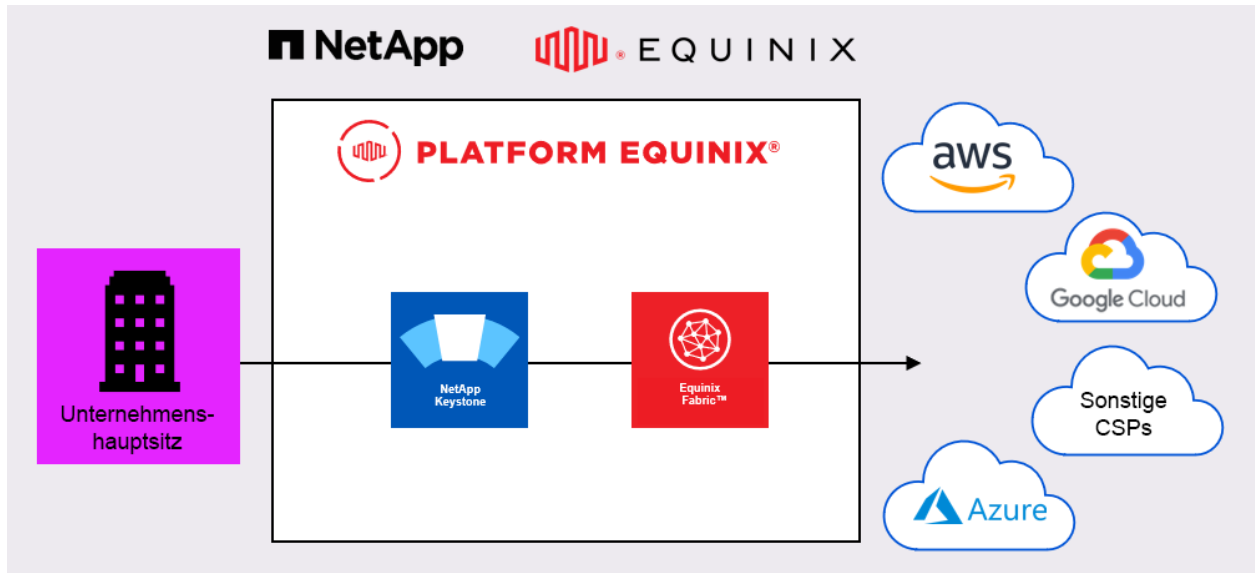 NetApp
EQUINIX
PLATFORM EQUINIX®
aws
Google Cloud
Unternehmens-
hauptsitz
NetApp
Keystone
Equinix
Fabric™
Sonstige
CSPs
Azure